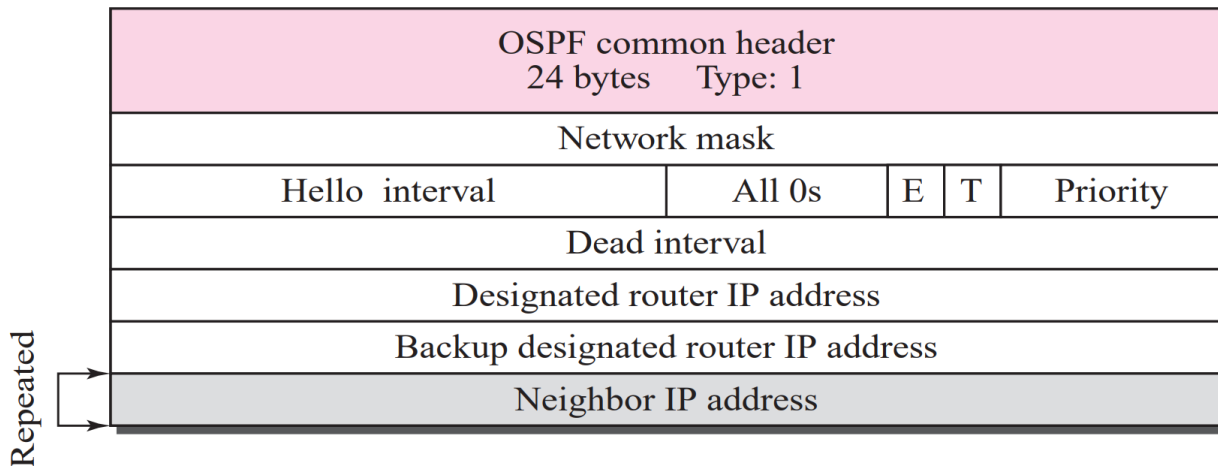 OSPF common header
24 bytes Type: 1
Network mask
Hello interval All 0s E T Priority
Dead interval
Designated router IP address
Backup designated router IP address
Repeated
Neighbor IP address